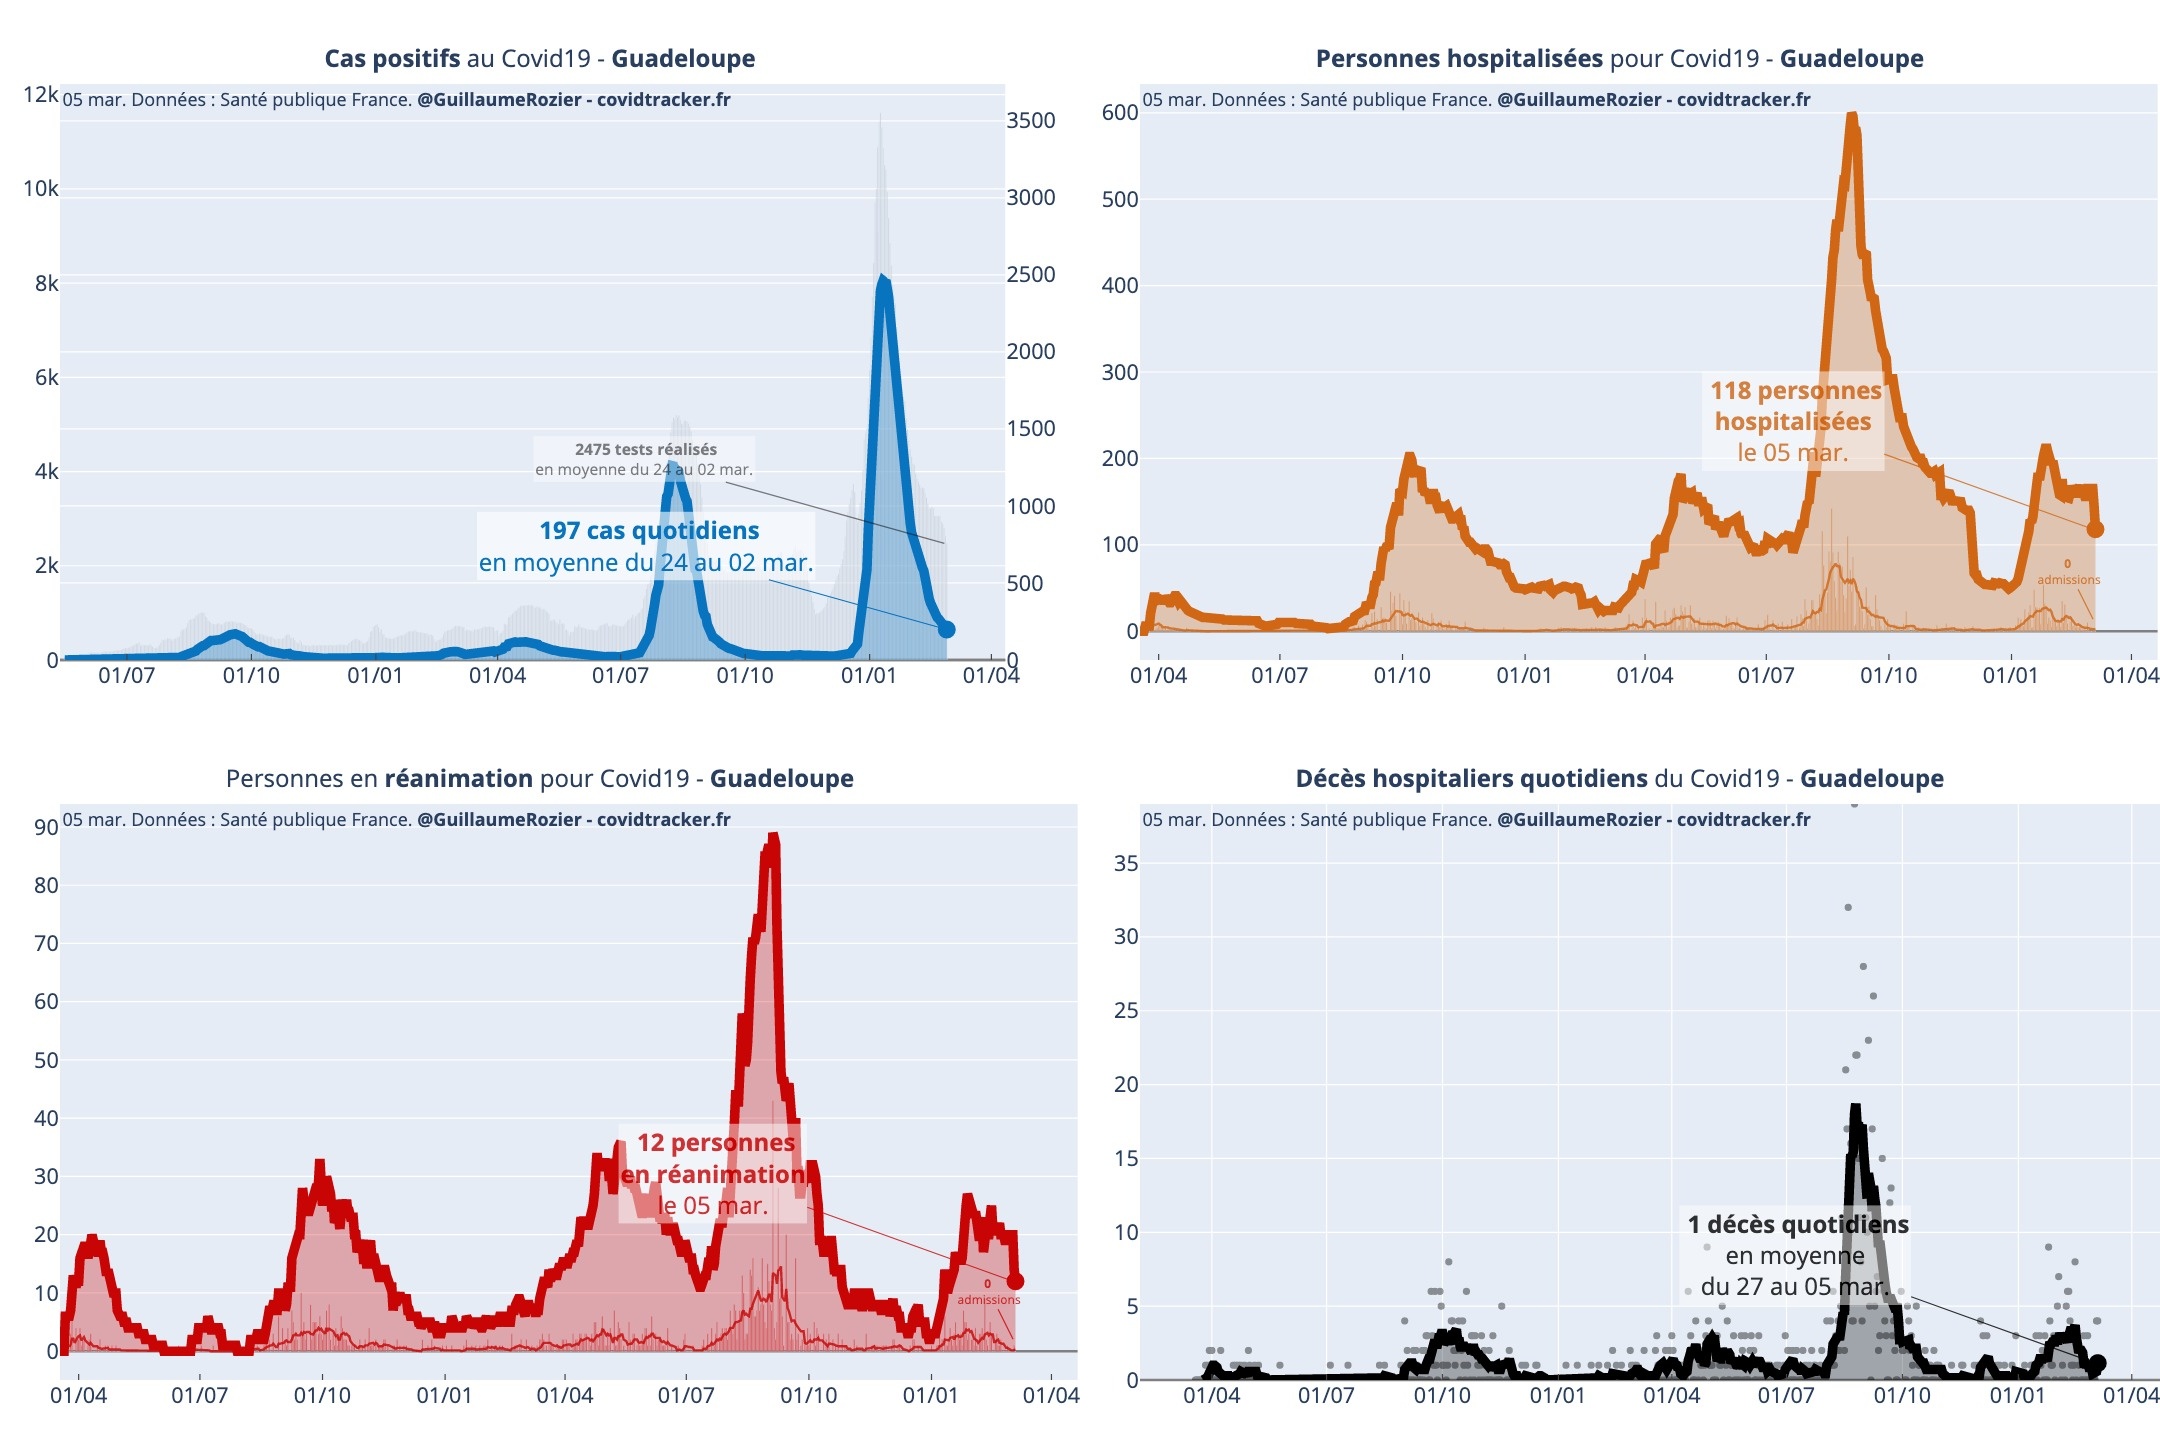 Cas positifs au Covid19 - Guadeloupe
05 mar. Données : Santé publique France. @GuillaumeRozier - covidtracker.fr
12k
10k
8k
6k
4k
2k
0
3500
3000
2500
2000
1500
1000
500
0
2475 tests réalisés
en moyenne du 24 au 02 mar.
197 cas quotidiens
en moyenne du 24 au 02 mar.
01/07 01/10 01/01 01/04 01/07 01/10 01/01 01/04
Personnes hospitalisées pour Covid19 - Guadeloupe
05 mar. Données : Santé publique France. @GuillaumeRozier - covidtracker.fr
600
500
400
300
200
100
0
118 personnes
hospitalisées
le 05 mar.
0
admissions
01/04 01/07 01/10 01/01 01/04 01/07 01/10 01/01 01/04
Personnes en réanimation pour Covid19 - Guadeloupe
05 mar. Données : Santé publique France. @GuillaumeRozier - covidtracker.fr
90
80
70
60
50
40
30
20
10
0
12 personnes
en réanimation
le 05 mar.
0
admissions
01/04 01/07 01/10 01/01 01/04 01/07 01/10 01/01 01/04
Décès hospitaliers quotidiens du Covid19 - Guadeloupe
05 mar. Données : Santé publique France. @GuillaumeRozier - covidtracker.fr
35
30
25
20
15
10
5
0
1 décès quotidiens
en moyenne
du 27 au 05 mar.
01/04 01/07 01/10 01/01 01/04 01/07 01/10 01/01 01/04